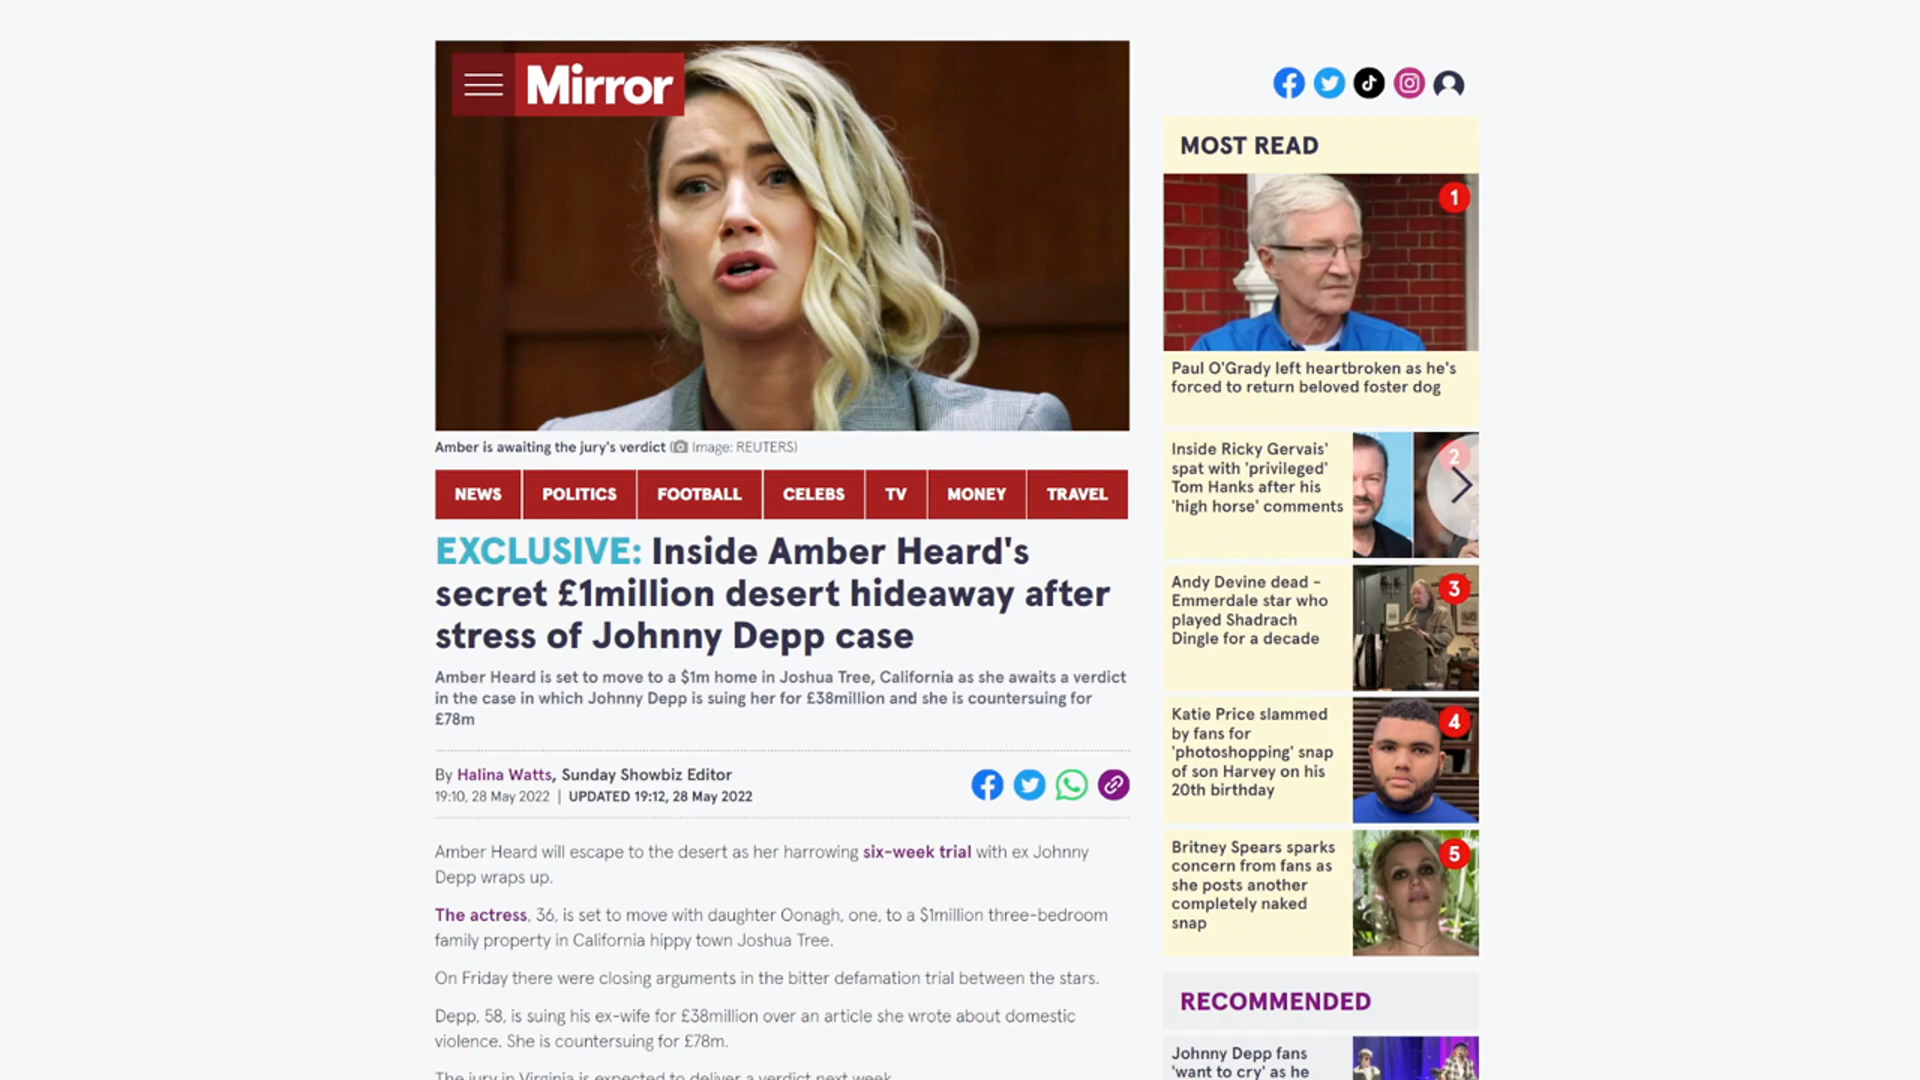 Mirror
Amber is awaiting the jury's verdict (Image: REUTERS)
NEWS POLITICS FOOTBALL CELEBS TV MONEY TRAVEL
EXCLUSIVE: Inside Amber Heard's
secret £1million desert hideaway after
stress of Johnny Depp case
Amber Heard is set to move to a $1m home in Joshua Tree, California as she awaits a verdict
in the case in which Johnny Depp is suing her for £38million and she is countersuing for
£78m
By Halina Watts, Sunday Showbiz Editor
19:10, 28 May 2022 | UPDATED 19:12, 28 May 2022
Amber Heard will escape to the desert as her harrowing six-week trial with ex Johnny
Depp wraps up.
The actress, 36, is set to move with daughter Oonagh, one, to a $1million three-bedroom
family property in California hippy town Joshua Tree.
On Friday there were closing arguments in the bitter defamation trial between the stars.
Depp, 58, is suing his ex-wife for £38million over an article she wrote about domestic
violence. She is countersuing for £78m.
The jury in Virginia is expected to deliver a verdict next week.
MOST READ
1
Paul O'Grady left heartbroken as he's
forced to return beloved foster dog
Inside Ricky Gervais'
spat with 'privileged'
Tom Hanks after his
'high horse' comments
2
Andy Devine dead -
Emmerdale star who
played Shadrach
Dingle for a decade
3
Katie Price slammed
by fans for
'photoshopping' snap
of son Harvey on his
20th birthday
4
Britney Spears sparks
concern from fans as
she posts another
completely naked
snap
5
RECOMMENDED
Johnny Depp fans
'want to cry' as he